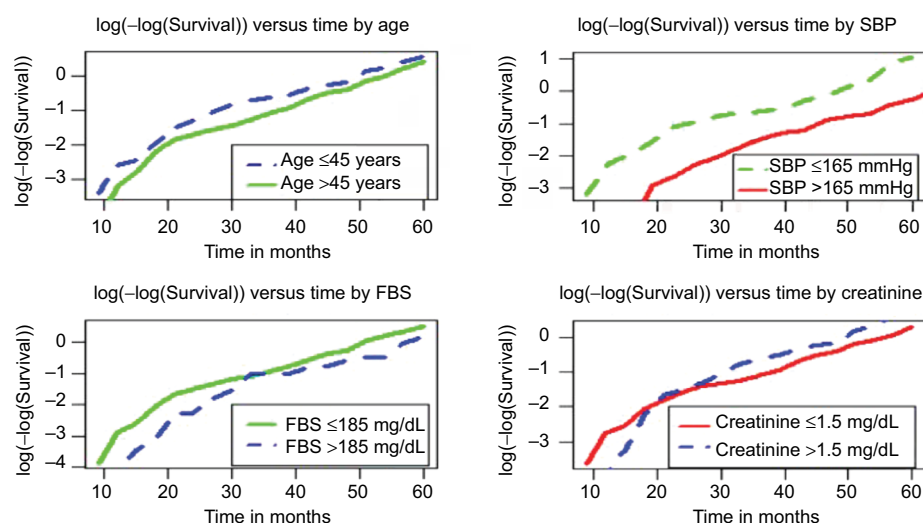 log(–log(Survival)) versus time by age
log(–log(Survival))
0
–1
–2
–3
Age ≤45 years
Age >45 years
10 20 30 40 50 60
Time in months
log(–log(Survival)) versus time by SBP
log(–log(Survival))
1
0
–1
–2
–3
SBP ≤165 mmHg
SBP >165 mmHg
10 20 30 40 50 60
Time in months
log(–log(Survival)) versus time by FBS
log(–log(Survival))
0
–1
–2
–3
–4
FBS ≤185 mg/dL
FBS >185 mg/dL
10 20 30 40 50 60
Time in months
log(–log(Survival)) versus time by creatinine
log(–log(Survival))
0
–1
–2
–3
Creatinine ≤1.5 mg/dL
Creatinine >1.5 mg/dL
10 20 30 40 50 60
Time in months